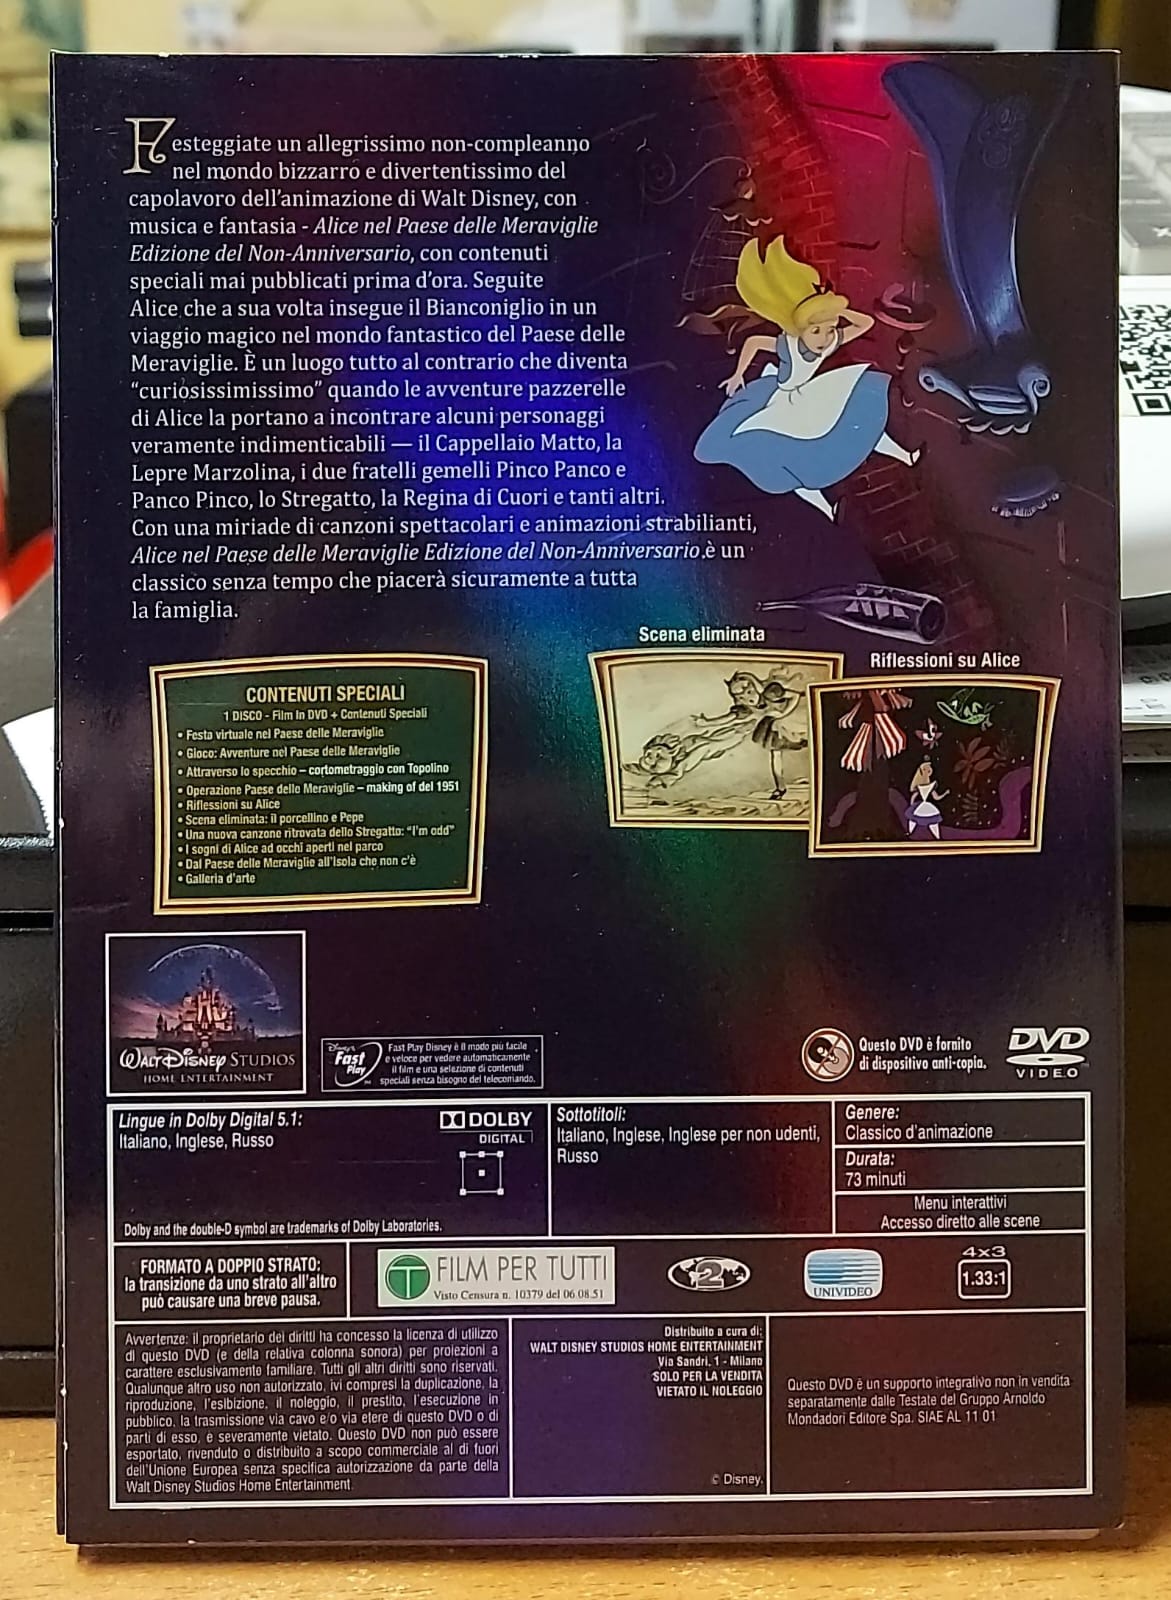 Festeggiate un allegrissimo non-compleanno
nel mondo bizzarro e divertentissimo del
capolavoro dell'animazione di Walt Disney, con
musica e fantasia - Alice nel Paese delle Meraviglie
Edizione del Non-Anniversario, con contenuti
speciali mai pubblicati prima d'ora. Seguite
Alice che a sua volta insegue il Bianconiglio in un
viaggio magico nel mondo fantastico del Paese delle
Meraviglie. È un luogo tutto al contrario che diventa
"curiosissimissimo" quando le avventure pazzerelle
di Alice la portano a incontrare alcuni personaggi
veramente indimenticabili — il Cappellaio Matto, la
Lepre Marzolina, i due fratelli gemelli Pinco Panco e
Panco Pinco, lo Stregatto, la Regina di Cuori e tanti altri.
Con una miriade di canzoni spettacolari e animazioni strabilianti,
Alice nel Paese delle Meraviglie Edizione del Non-Anniversario è un
classico senza tempo che piacerà sicuramente a tutta
la famiglia.
Scena eliminata
Riflessioni su Alice
CONTENUTI SPECIALI
1 DISCO - Film in DVD + Contenuti Speciali
• Festa virtuale nel Paese delle Meraviglie
• Gioco: Avventure nel Paese delle Meraviglie
• Attraverso lo specchio – cortometraggio con Topolino
• Operazione Paese delle Meraviglie – making of del 1951
• Riflessioni su Alice
• Scena eliminata: il porcellino e Pepe
• Una nuova canzone ritrovata dello Stregatto: "I'm odd"
• I sogni di Alice ad occhi aperti nel parco
• Dal Paese delle Meraviglie all'Isola che non c'è
• Galleria d'arte
WALT DISNEY STUDIOS
HOME ENTERTAINMENT
Disney's
Fast
Play
Fast Play Disney è il modo più facile
e veloce per vedere automaticamente
il film e una selezione di contenuti
speciali senza bisogno del telecomando.
Questo DVD è fornito
di dispositivo anti-copia.
DVD
VIDEO
Lingue in Dolby Digital 5.1:
Italiano, Inglese, Russo
DOLBY
DIGITAL
Dolby and the double-D symbol are trademarks of Dolby Laboratories.
Sottotitoli:
Italiano, Inglese, Inglese per non udenti,
Russo
Genere:
Classico d'animazione
Durata:
73 minuti
Menu interattivi
Accesso diretto alle scene
FORMATO A DOPPIO STRATO:
la transizione da uno strato all'altro
può causare una breve pausa.
T FILM PER TUTTI
Visto Censura n. 10379 del 06.08.51
2
UNIVIDEO
4x3
1.33:1
Avvertenze: il proprietario dei diritti ha concesso la licenza di utilizzo
di questo DVD (e della relativa colonna sonora) per proiezioni a
carattere esclusivamente familiare. Tutti gli altri diritti sono riservati.
Qualunque altro uso non autorizzato, ivi compresi la duplicazione, la
riproduzione, l'esibizione, il noleggio, il prestito, l'esecuzione in
pubblico, la trasmissione via cavo e/o via etere di questo DVD o di
parti di esso, è severamente vietato. Questo DVD non può essere
esportato, rivenduto o distribuito a scopo commerciale al di fuori
dell'Unione Europea senza specifica autorizzazione da parte della
Walt Disney Studios Home Entertainment.
Distribuito a cura di:
WALT DISNEY STUDIOS HOME ENTERTAINMENT
Via Sandri, 1 - Milano
SOLO PER LA VENDITA
VIETATO IL NOLEGGIO
© Disney.
Questo DVD è un supporto integrativo non in vendita
separatamente dalle Testate del Gruppo Arnoldo
Mondadori Editore Spa. SIAE AL 11 01